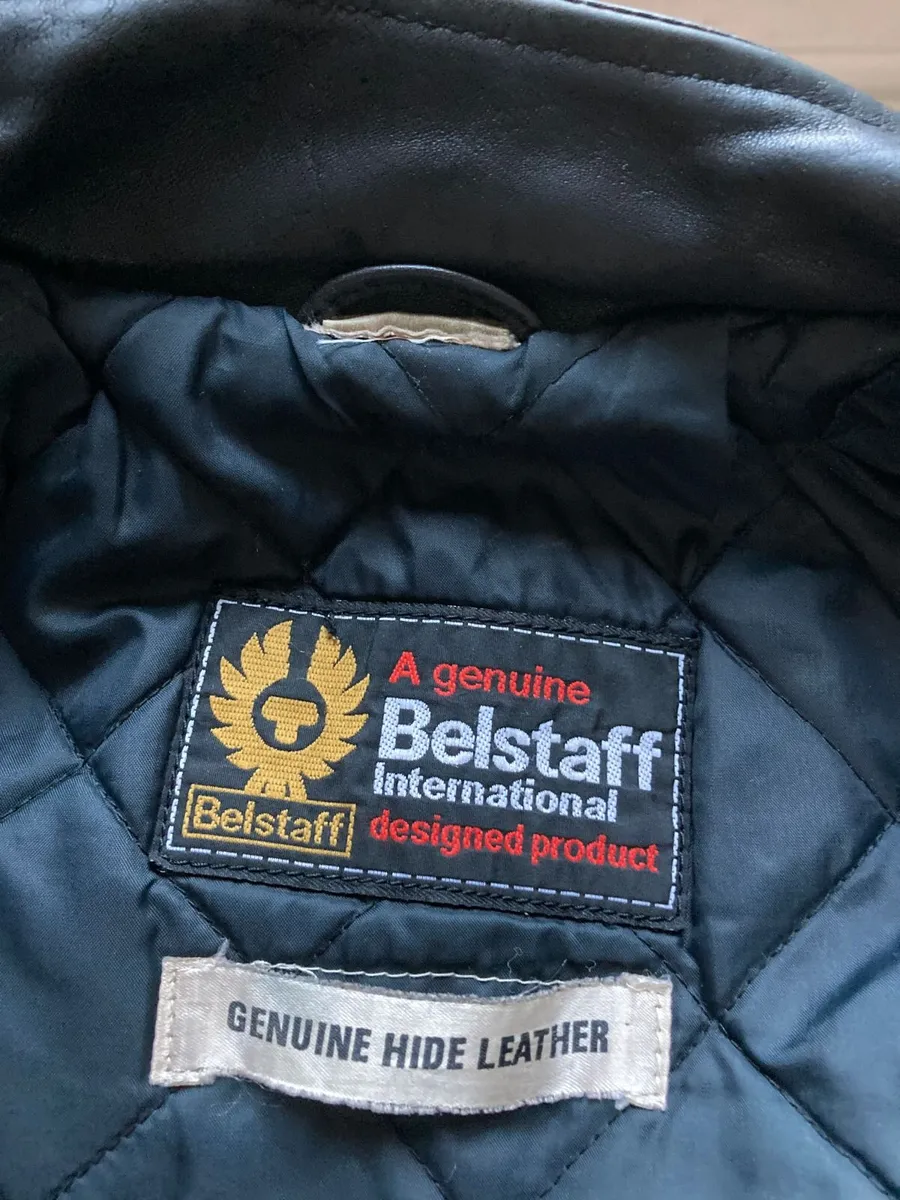 A genuine
Belstaff
International
designed product
Belstaff
GENUINE HIDE LEATHER